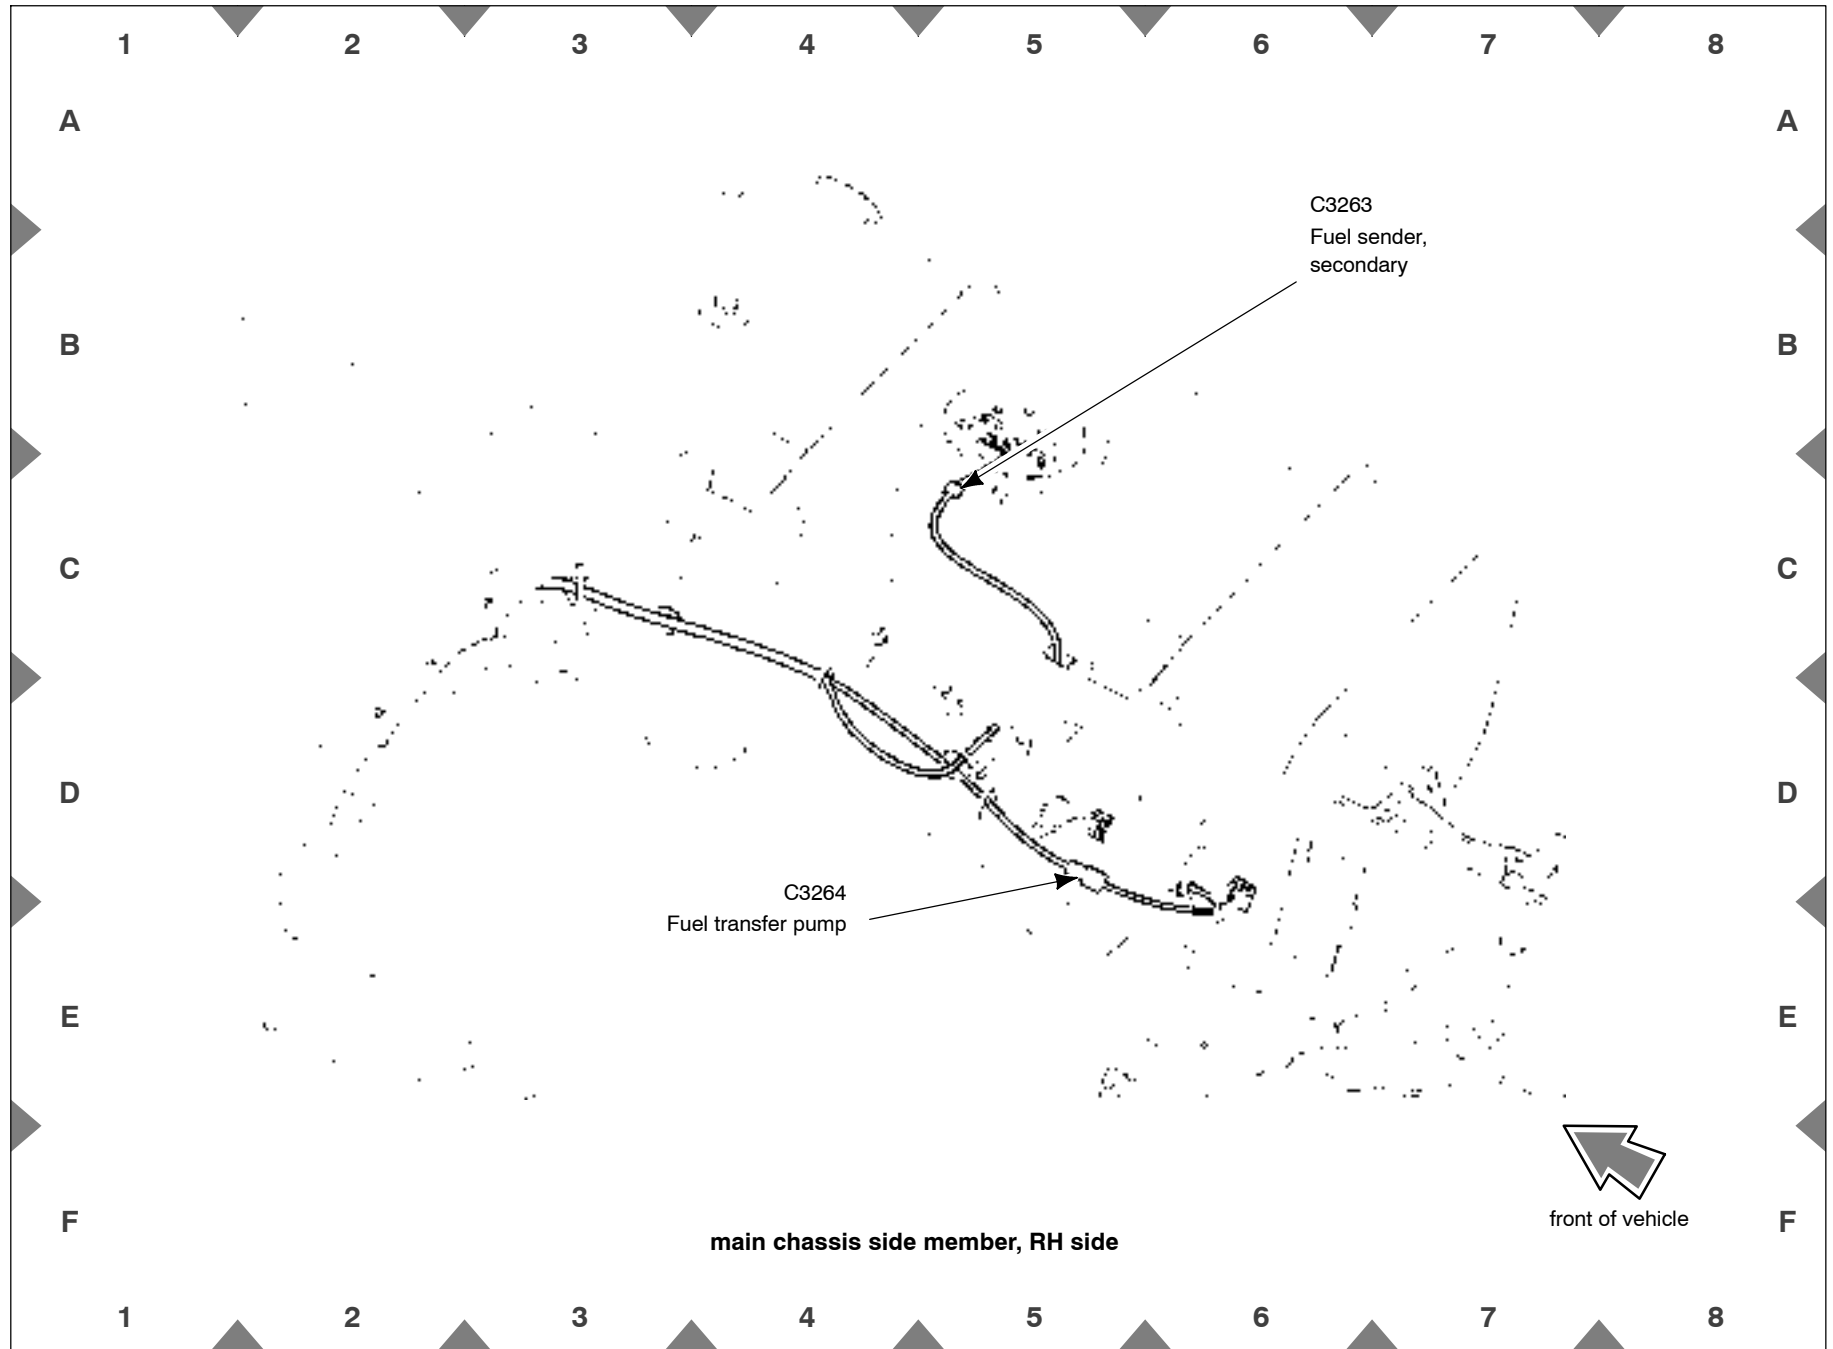 1 2 3 4 5 6 7 8
A A
C3263
Fuel sender,
secondary
B B
C C
D D
C3264
Fuel transfer pump
E E
front of vehicle
F F
main chassis side member, RH side
1 2 3 4 5 6 7 8